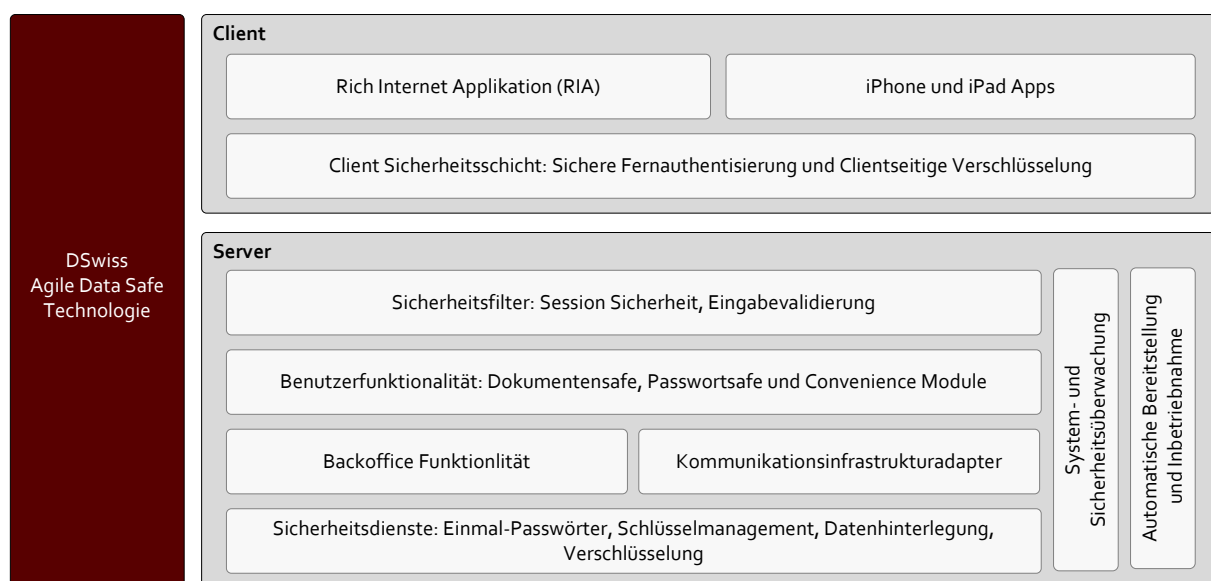 DSwiss
Agile Data Safe
Technologie
Client
Rich Internet Applikation (RIA)
iPhone und iPad Apps
Client Sicherheitsschicht: Sichere Fernauthentisierung und Clientseitige Verschlüsselung
Server
Sicherheitsfilter: Session Sicherheit, Eingabevalidierung
Benutzerfunktionalität: Dokumentensafe, Passwortsafe und Convenience Module
Backoffice Funktionlität
Kommunikationsinfrastrukturadapter
Sicherheitsdienste: Einmal-Passwörter, Schlüsselmanagement, Datenhinterlegung,
Verschlüsselung
System- und
Sicherheitsüberwachung
Automatische Bereitstellung
und Inbetriebnahme